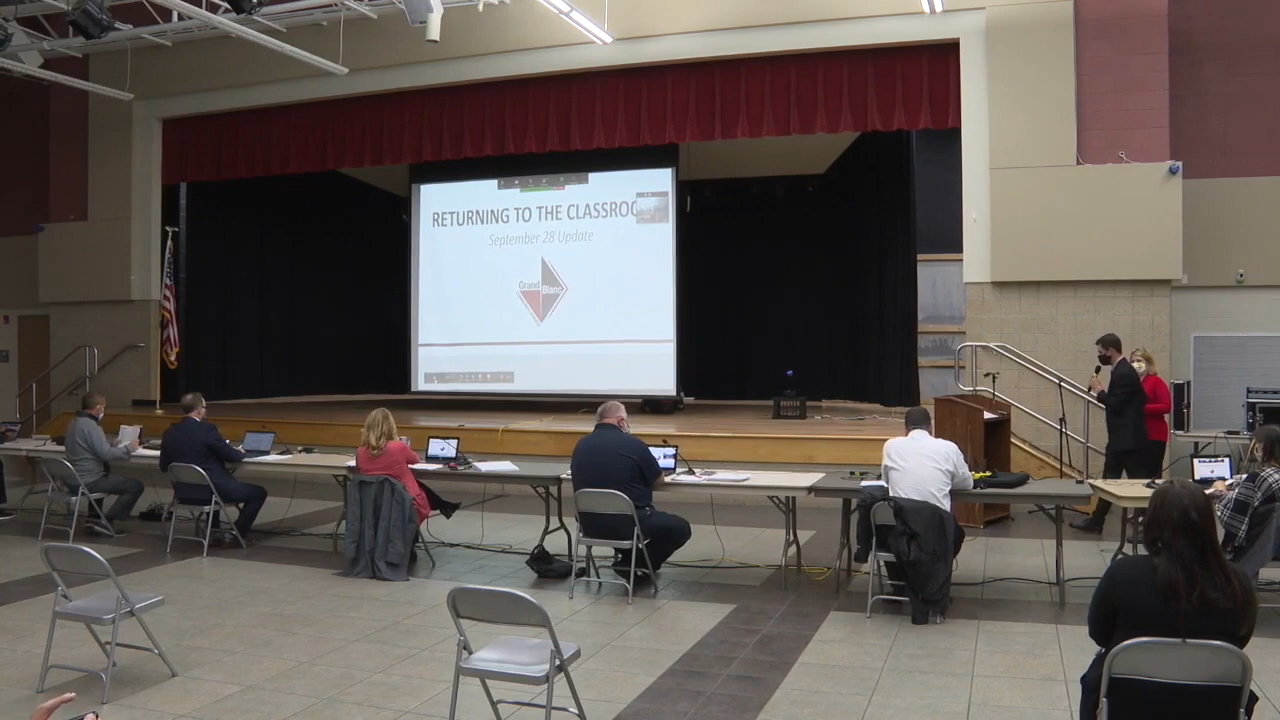 RETURNING TO THE CLASSROO
September 28 Update
Grand Blanc